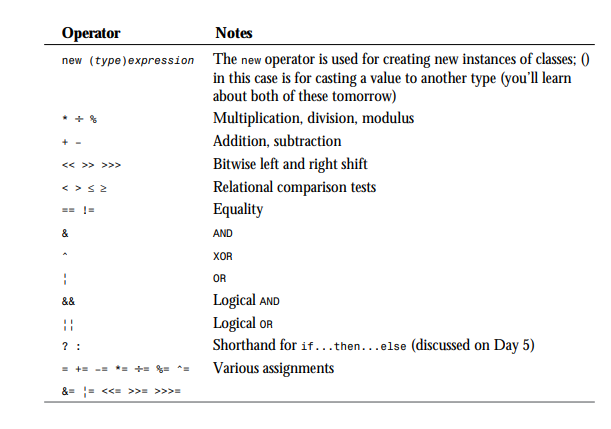 Operator Notes
new (type)expression The new operator is used for creating new instances of classes; ()
in this case is for casting a value to another type (you'll learn
about both of these tomorrow)
* ÷ % Multiplication, division, modulus
+ - Addition, subtraction
<< >> >>> Bitwise left and right shift
< > ≤ ≥ Relational comparison tests
== != Equality
& AND
^ XOR
¦ OR
&& Logical AND
¦¦ Logical OR
? : Shorthand for if...then...else (discussed on Day 5)
= += -= *= ÷= %= ^= Various assignments
&= ¦= <<= >>= >>>=